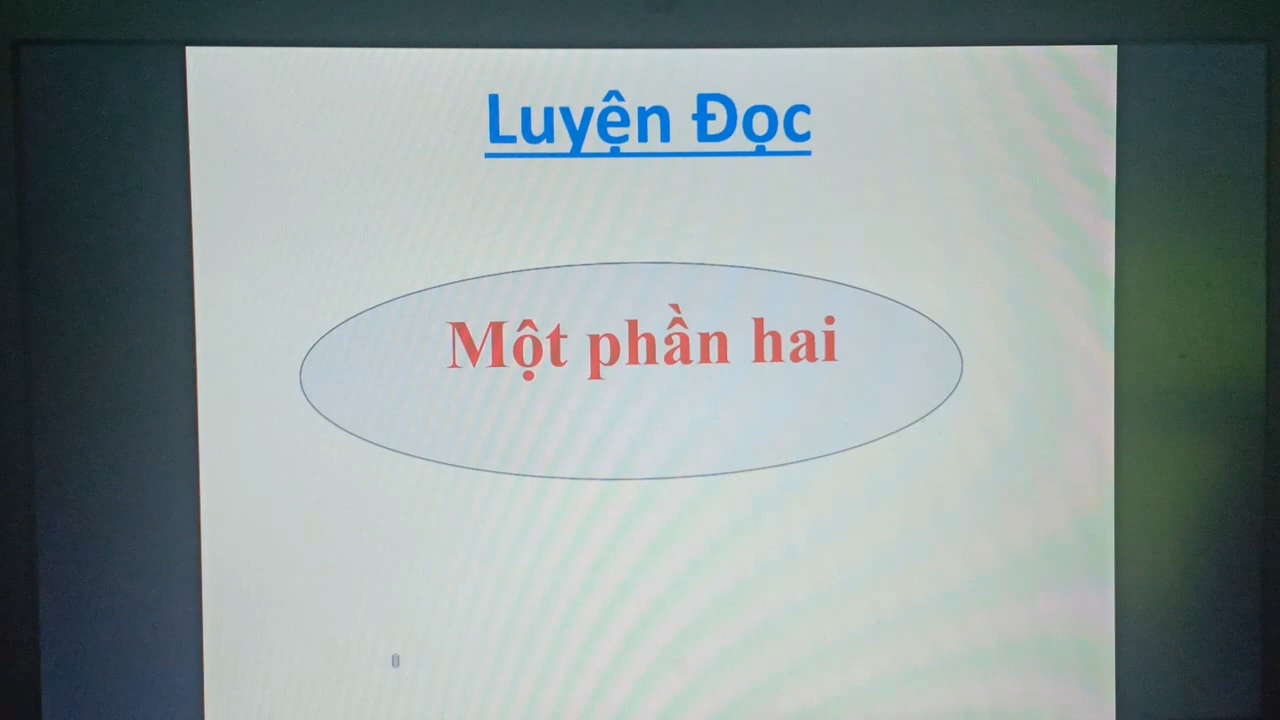 Luyện Đọc
Một phần hai